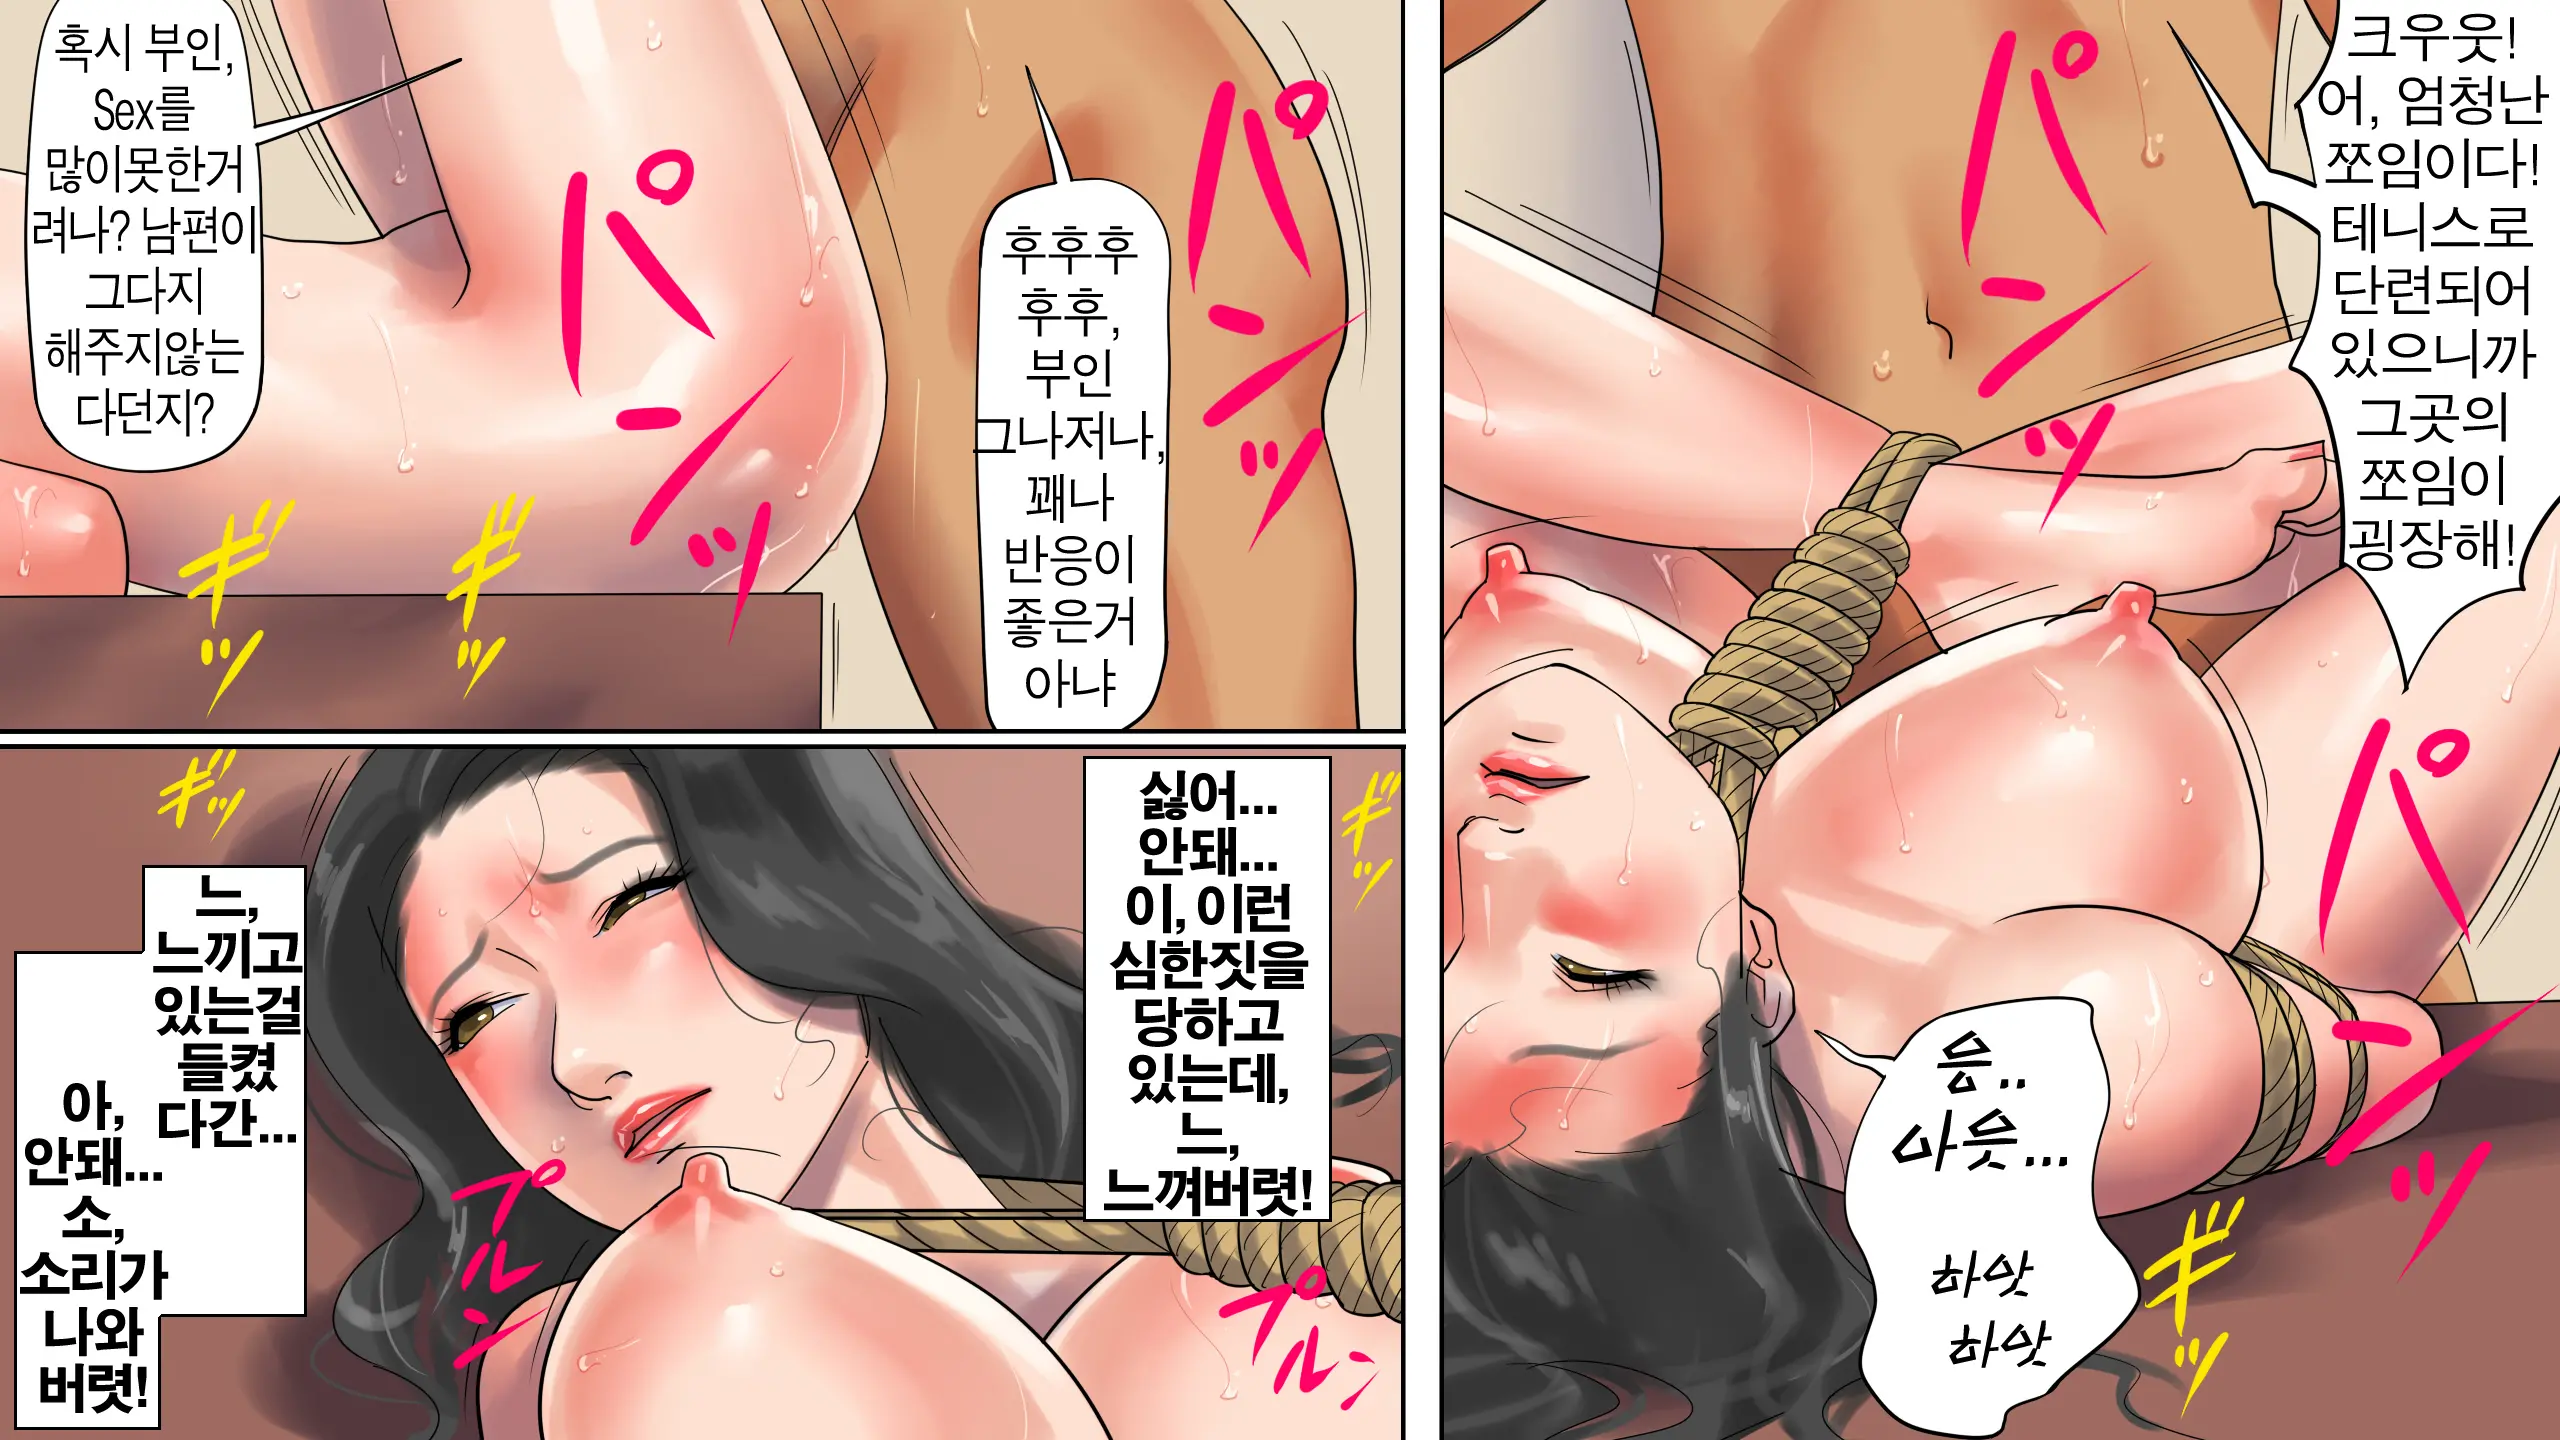 혹시 부인,
Sex를
많이못한거
려나? 남편이
그다지
해주지않는
다던지?
후후후
후후,
부인
그나저나,
꽤나
반응이
좋은거
아냐
パンッ
パンッ
ギッ
ギッ
싫어...
안돼...
이, 이런
심한짓을
당하고
있는데,
느,
느껴버렷!
느,
느끼고
있는걸
들켰
다간...
아,
안돼...
소,
소리가
나와
버렷!
ギッ
ギッ
プルン
プルン
크우웃!
어, 엄청난
쪼임이다!
테니스로
단련되어
있으니까
그곳의
쪼임이
굉장해!
パンッ
パンッ
응..
아읏...
하앗
하앗
ギッ